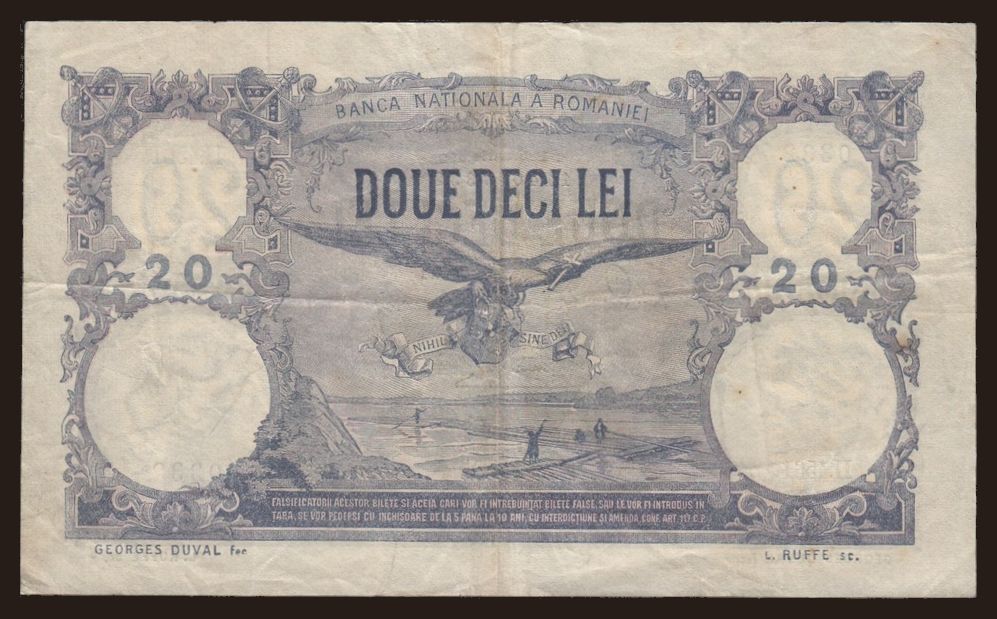 BANCA NATIONALA A ROMANIEI
DOUE DECI LEI
20
20
NIHIL SINE DEO
FALSIFICATORII ACESTOR BILETE SI ACEIA CARI VOR FI INTREBUINTAT BILETE FALSE, SAU LE VOR FI INTRODUS IN
TARA, SE VOR PEDEPSI CU INCHISOARE DE LA 5 PANA LA 10 ANI, CU INTERDICTIUNE SI AMENDA, CONF. ART. 117 C.P.
GEORGES DUVAL fec
L. RUFFE sc.